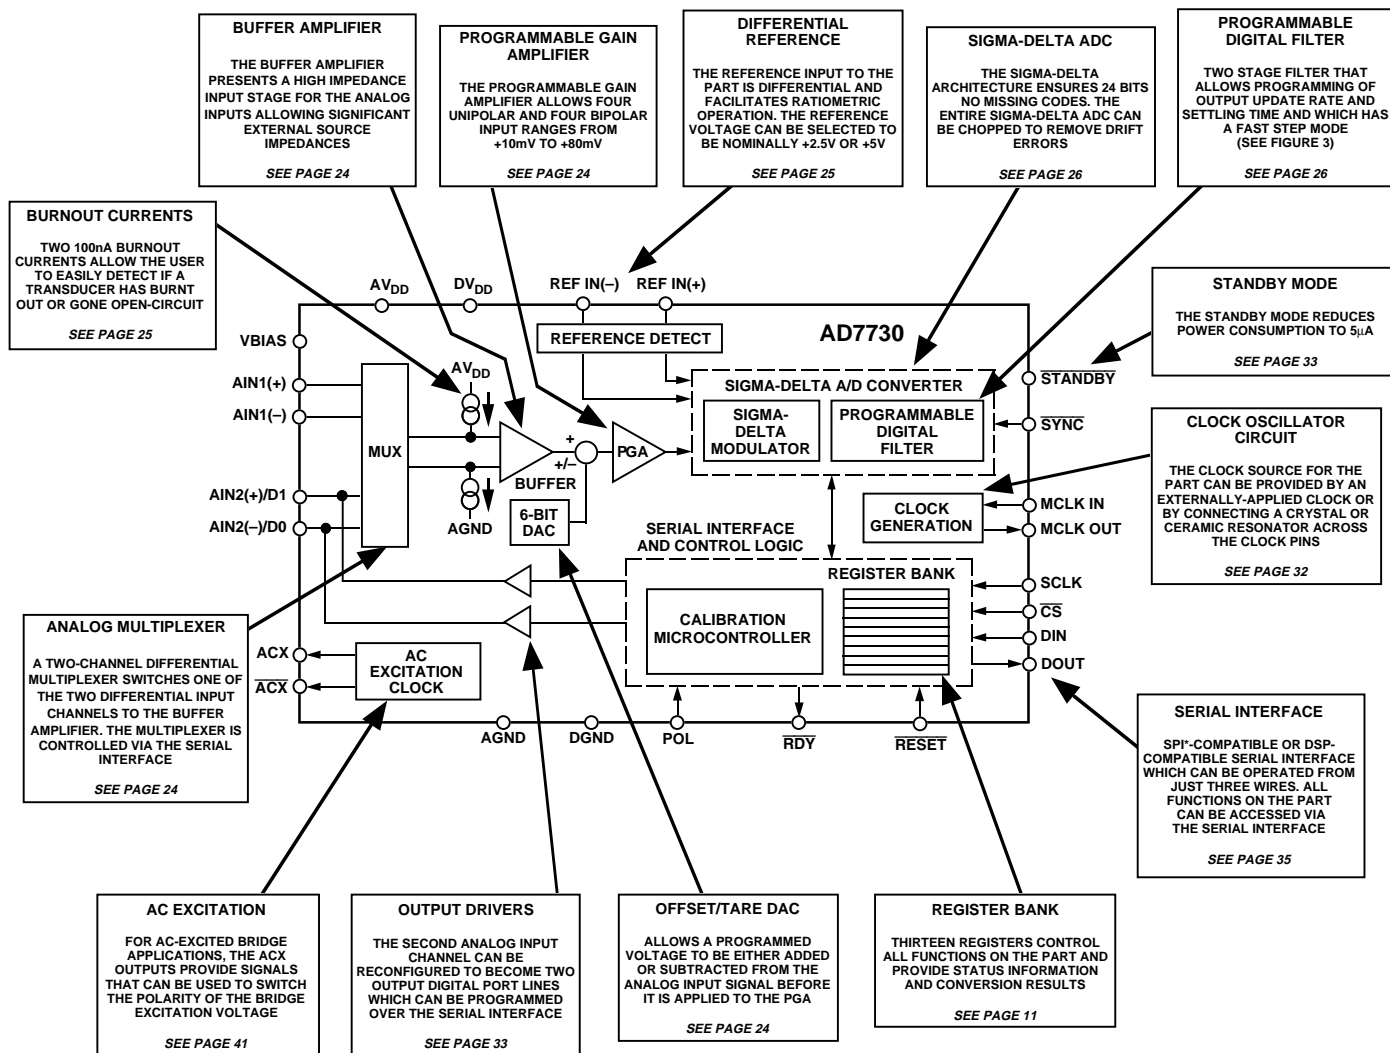 BUFFER AMPLIFIER
THE BUFFER AMPLIFIER
PRESENTS A HIGH IMPEDANCE
INPUT STAGE FOR THE ANALOG
INPUTS ALLOWING SIGNIFICANT
EXTERNAL SOURCE
IMPEDANCES
SEE PAGE 24
PROGRAMMABLE GAIN
AMPLIFIER
THE PROGRAMMABLE GAIN
AMPLIFIER ALLOWS FOUR
UNIPOLAR AND FOUR BIPOLAR
INPUT RANGES FROM
+10mV TO +80mV
SEE PAGE 24
DIFFERENTIAL
REFERENCE
THE REFERENCE INPUT TO THE
PART IS DIFFERENTIAL AND
FACILITATES RATIOMETRIC
OPERATION. THE REFERENCE
VOLTAGE CAN BE SELECTED TO
BE NOMINALLY +2.5V OR +5V
SEE PAGE 25
SIGMA-DELTA ADC
THE SIGMA-DELTA
ARCHITECTURE ENSURES 24 BITS
NO MISSING CODES. THE
ENTIRE SIGMA-DELTA ADC CAN
BE CHOPPED TO REMOVE DRIFT
ERRORS
SEE PAGE 26
PROGRAMMABLE
DIGITAL FILTER
TWO STAGE FILTER THAT
ALLOWS PROGRAMMING OF
OUTPUT UPDATE RATE AND
SETTLING TIME AND WHICH HAS
A FAST STEP MODE
(SEE FIGURE 3)
SEE PAGE 26
BURNOUT CURRENTS
TWO 100nA BURNOUT
CURRENTS ALLOW THE USER
TO EASILY DETECT IF A
TRANSDUCER HAS BURNT
OUT OR GONE OPEN-CIRCUIT
SEE PAGE 25
STANDBY MODE
THE STANDBY MODE REDUCES
POWER CONSUMPTION TO 5µA
SEE PAGE 33
AVDD
DVDD
REF IN(–)
REF IN(+)
REFERENCE DETECT
AD7730
VBIAS
AIN1(+)
AIN1(–)
AIN2(+)/D1
AIN2(–)/D0
MUX
AVDD
AGND
BUFFER
+
+/–
6-BIT
DAC
PGA
SIGMA-DELTA A/D CONVERTER
SIGMA-
DELTA
MODULATOR
PROGRAMMABLE
DIGITAL
FILTER
STANDBY
SYNC
CLOCK OSCILLATOR
CIRCUIT
THE CLOCK SOURCE FOR THE
PART CAN BE PROVIDED BY AN
EXTERNALLY-APPLIED CLOCK OR
BY CONNECTING A CRYSTAL OR
CERAMIC RESONATOR ACROSS
THE CLOCK PINS
SEE PAGE 32
CLOCK
GENERATION
MCLK IN
MCLK OUT
SERIAL INTERFACE
AND CONTROL LOGIC
REGISTER BANK
CALIBRATION
MICROCONTROLLER
SCLK
CS
DIN
DOUT
ANALOG MULTIPLEXER
A TWO-CHANNEL DIFFERENTIAL
MULTIPLEXER SWITCHES ONE OF
THE TWO DIFFERENTIAL INPUT
CHANNELS TO THE BUFFER
AMPLIFIER. THE MULTIPLEXER IS
CONTROLLED VIA THE SERIAL
INTERFACE
SEE PAGE 24
ACX
ACX
AC
EXCITATION
CLOCK
AGND
DGND
POL
RDY
RESET
SERIAL INTERFACE
SPI*-COMPATIBLE OR DSP-
COMPATIBLE SERIAL INTERFACE
WHICH CAN BE OPERATED FROM
JUST THREE WIRES. ALL
FUNCTIONS ON THE PART
CAN BE ACCESSED VIA
THE SERIAL INTERFACE
SEE PAGE 35
AC EXCITATION
FOR AC-EXCITED BRIDGE
APPLICATIONS, THE ACX
OUTPUTS PROVIDE SIGNALS
THAT CAN BE USED TO SWITCH
THE POLARITY OF THE BRIDGE
EXCITATION VOLTAGE
SEE PAGE 41
OUTPUT DRIVERS
THE SECOND ANALOG INPUT
CHANNEL CAN BE
RECONFIGURED TO BECOME TWO
OUTPUT DIGITAL PORT LINES
WHICH CAN BE PROGRAMMED
OVER THE SERIAL INTERFACE
SEE PAGE 33
OFFSET/TARE DAC
ALLOWS A PROGRAMMED
VOLTAGE TO BE EITHER ADDED
OR SUBTRACTED FROM THE
ANALOG INPUT SIGNAL BEFORE
IT IS APPLIED TO THE PGA
SEE PAGE 24
REGISTER BANK
THIRTEEN REGISTERS CONTROL
ALL FUNCTIONS ON THE PART AND
PROVIDE STATUS INFORMATION
AND CONVERSION RESULTS
SEE PAGE 11